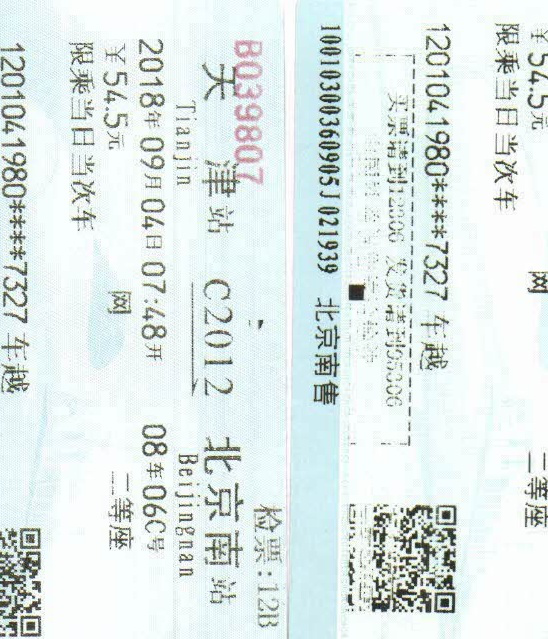 ¥54.5元
限乘当日当次车
网
二等座
1201041980****7327 车越
买票请到12306 发货请到95306
10010300360905J021939 北京南售
B039807
检票:12B
天津站 C2012 北京南站
Tianjin Beijingnan
2018年09月04日07:48开 08车06C号
¥54.5元 网 二等座
限乘当日当次车
1201041980****7327 车越